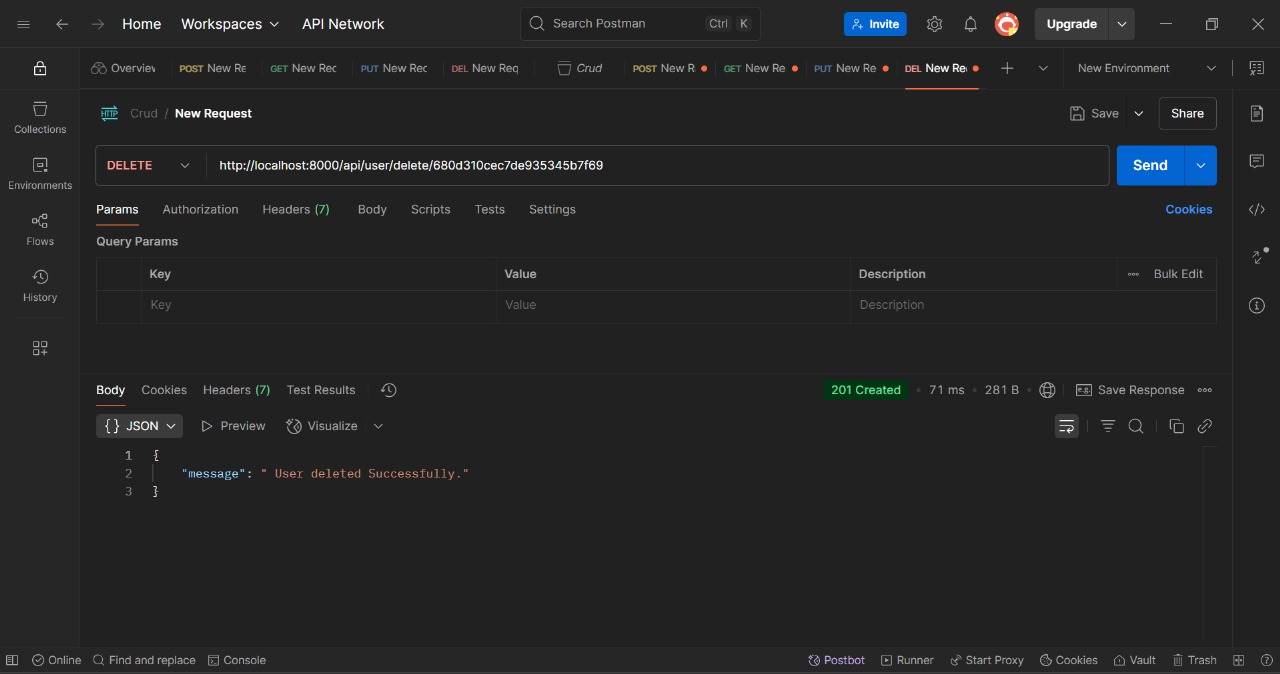 Home Workspaces API Network Search Postman Ctrl K Invite Upgrade
Overview POST New Re GET New Rec PUT New Rec DEL New Req Crud POST New R GET New Re PUT New Re DEL New Re New Environment
HTTP Crud / New Request Save Share
Collections
Environments
Flows
History
DELETE http://localhost:8000/api/user/delete/680d310cec7de935345b7f69 Send
Params Authorization Headers (7) Body Scripts Tests Settings Cookies
Query Params
Key Value Description Bulk Edit
Key Value Description
Body Cookies Headers (7) Test Results 201 Created 71 ms 281 B e.g. Save Response
{} JSON Preview Visualize
1 {
2 "message": " User deleted Successfully."
3 }
Online Find and replace Console Postbot Runner Start Proxy Cookies Vault Trash